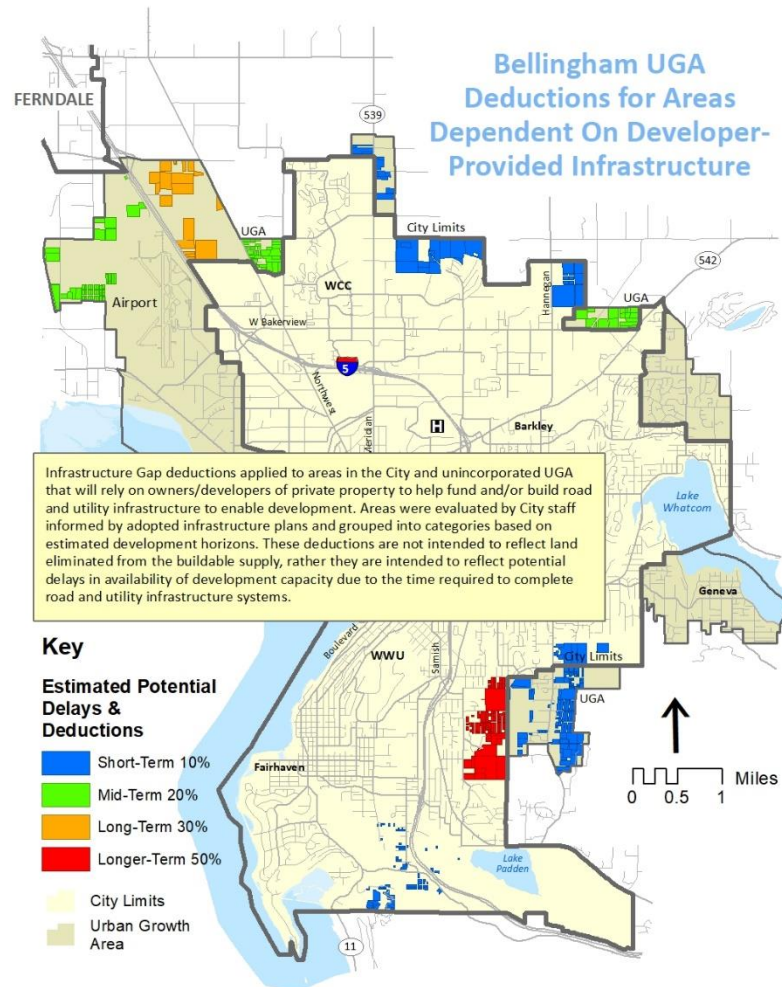 Bellingham UGA
Deductions for Areas
Dependent On Developer-
Provided Infrastructure
FERNDALE
539
UGA
City Limits
542
WCC
Hannegan
UGA
Airport
W Bakerview
5
Northwest
Meridian
H
Barkley
Infrastructure Gap deductions applied to areas in the City and unincorporated UGA
that will rely on owners/developers of private property to help fund and/or build road
and utility infrastructure to enable development. Areas were evaluated by City staff
informed by adopted infrastructure plans and grouped into categories based on
estimated development horizons. These deductions are not intended to reflect land
eliminated from the buildable supply, rather they are intended to reflect potential
delays in availability of development capacity due to the time required to complete
road and utility infrastructure systems.
Lake
Whatcom
Geneva
Key
Boulevard
WWU
Samish
City Limits
UGA
Estimated Potential
Delays &
Deductions
Short-Term 10%
Mid-Term 20%
Long-Term 30%
Longer-Term 50%
City Limits
Urban Growth
Area
Fairhaven
Miles
0 0.5 1
Lake
Padden
11